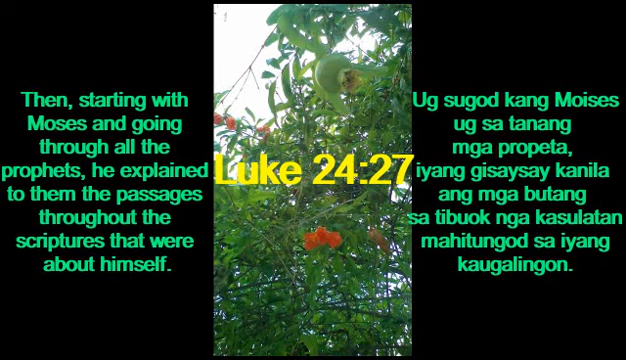 Then, starting with
Moses and going
through all the
prophets, he explained
to them the passages
throughout the
scriptures that were
about himself.
Luke 24:27
Ug sugod kang Moises
ug sa tanang
mga propeta,
iyang gisaysay kanila
ang mga butang
sa tibuok nga kasulatan
mahitungod sa iyang
kaugalingon.